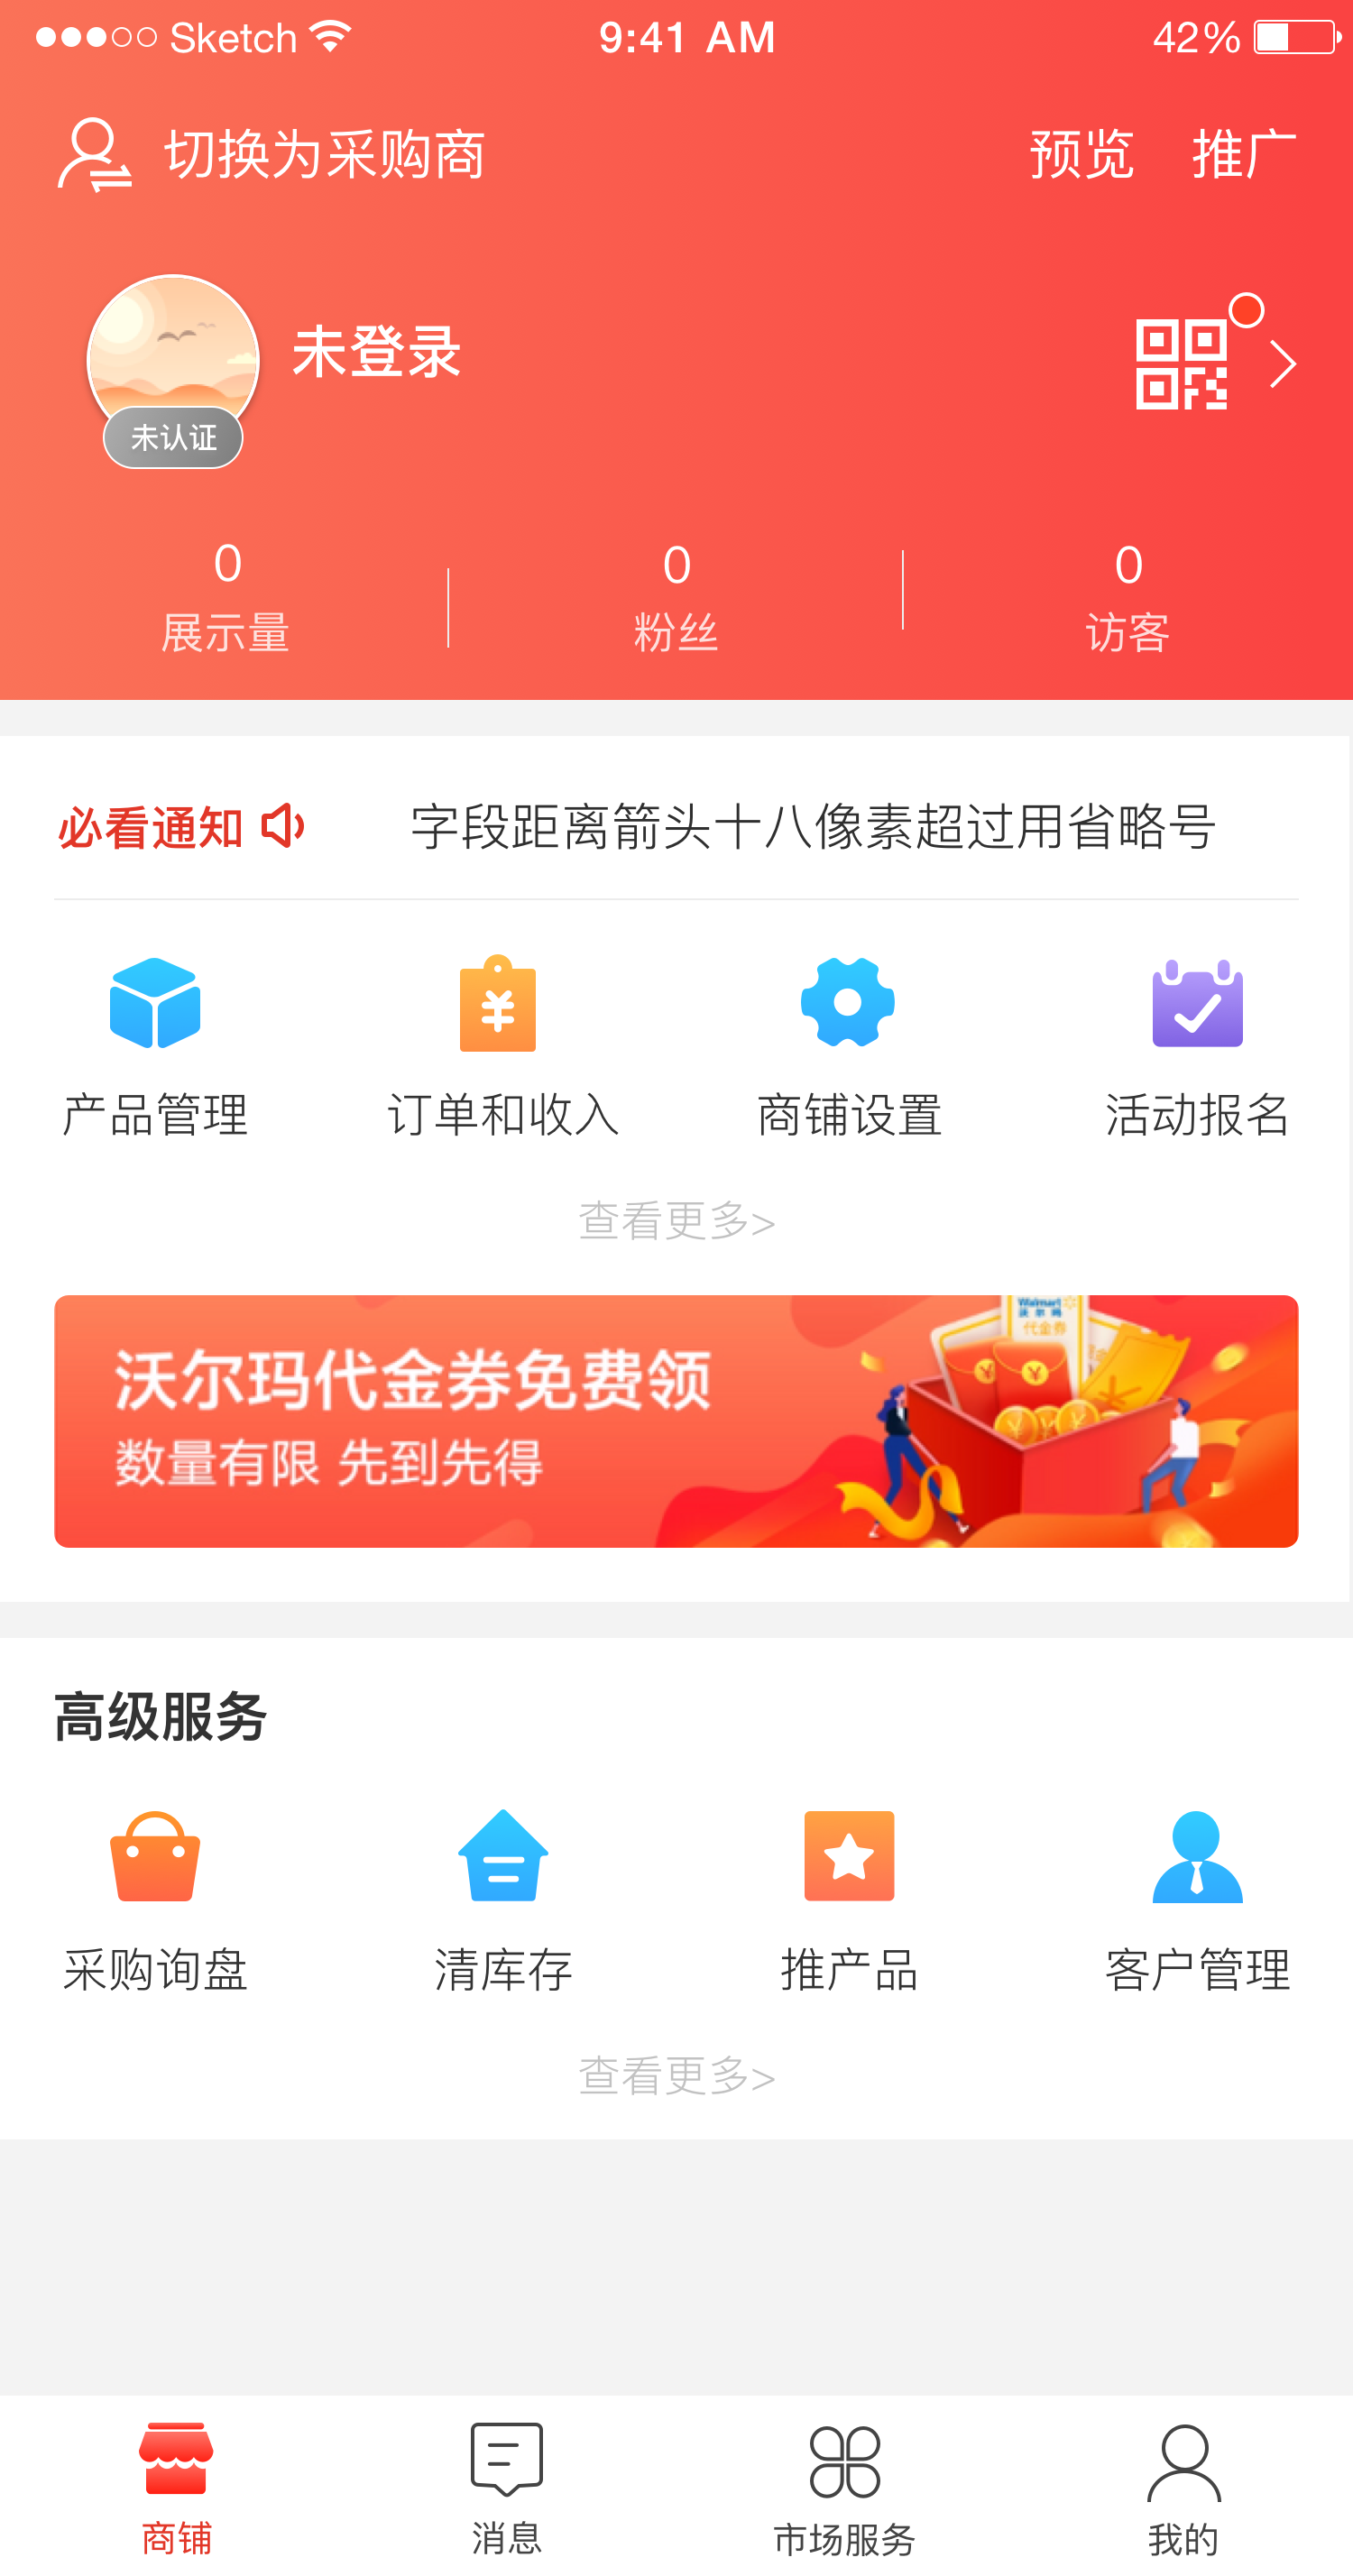 Sketch 9:41 AM 42%
切换为采购商 预览 推广
未登录
未认证
0 0 0
展示量 粉丝 访客
必看通知 字段距离箭头十八像素超过用省略号
产品管理 订单和收入 商铺设置 活动报名
查看更多>
Walmart
沃尔玛
代金券
沃尔玛代金券免费领
数量有限 先到先得
高级服务
采购询盘 清库存 推产品 客户管理
查看更多>
商铺 消息 市场服务 我的